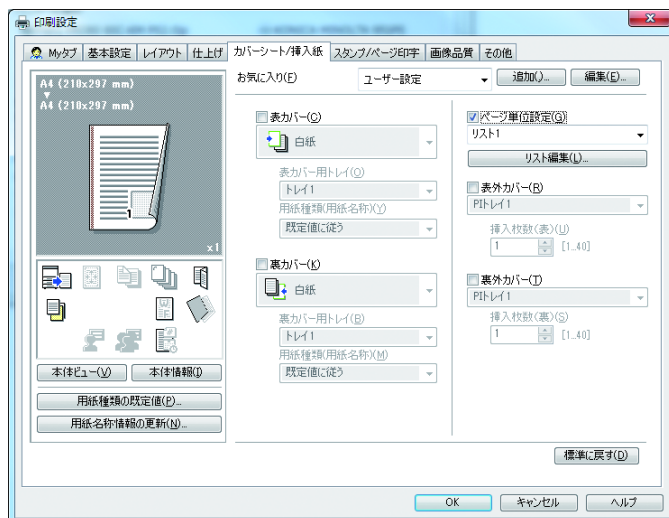 印刷設定
Myタブ 基本設定 レイアウト 仕上げ カバーシート/挿入紙 スタンプ/ページ印字 画像品質 その他
お気に入り(F) ユーザー設定 追加()... 編集(E)...
A4 (210x297 mm)
A4 (210x297 mm)
1
x1
本体ビュー(V) 本体情報(I)
用紙種類の既定値(P)...
用紙名称情報の更新(N)...
表カバー(C)
白紙
表カバー用トレイ(O)
トレイ1
用紙種類(用紙名称)(Y)
既定値に従う
裏カバー(K)
白紙
裏カバー用トレイ(B)
トレイ1
用紙種類(用紙名称)(M)
既定値に従う
ページ単位設定(G)
リスト1
リスト編集(L)...
表外カバー(R)
PIトレイ1
挿入枚数(表)(U)
1 [1..40]
裏外カバー(T)
PIトレイ1
挿入枚数(裏)(S)
1 [1..40]
標準に戻す(D)
OK キャンセル ヘルプ